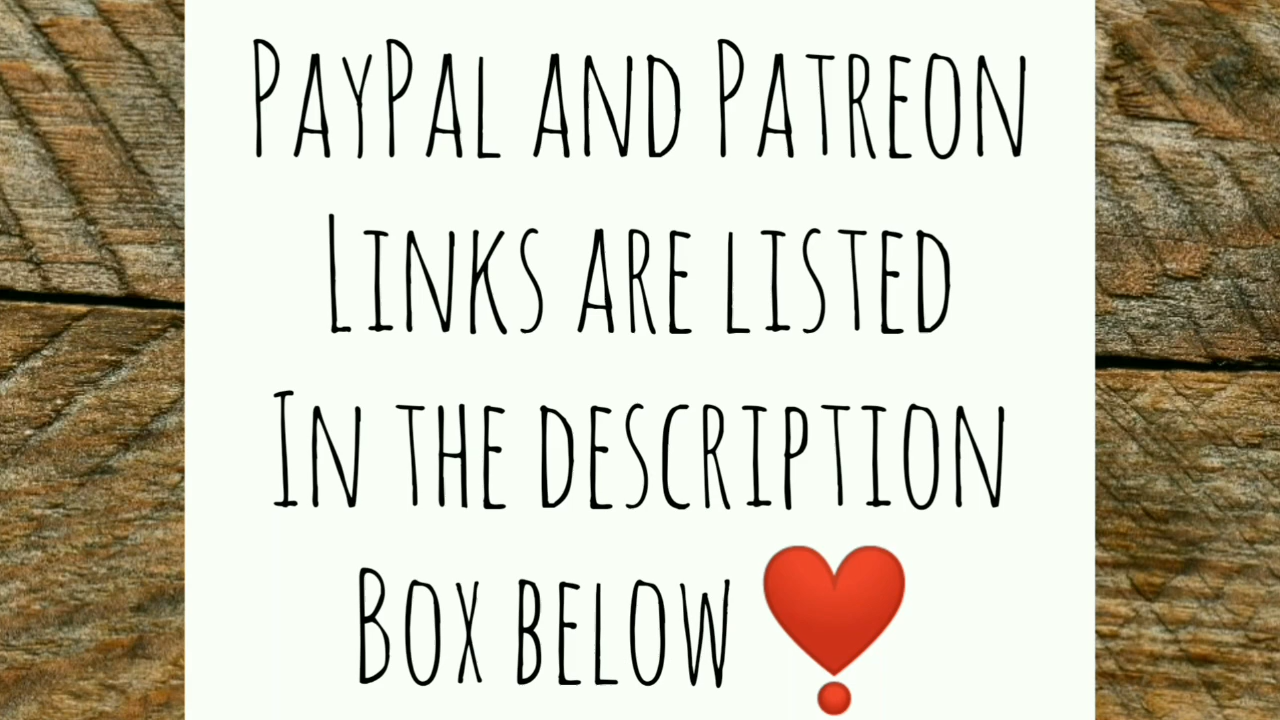 PayPal and Patreon
Links are listed
In the description
Box below ❣